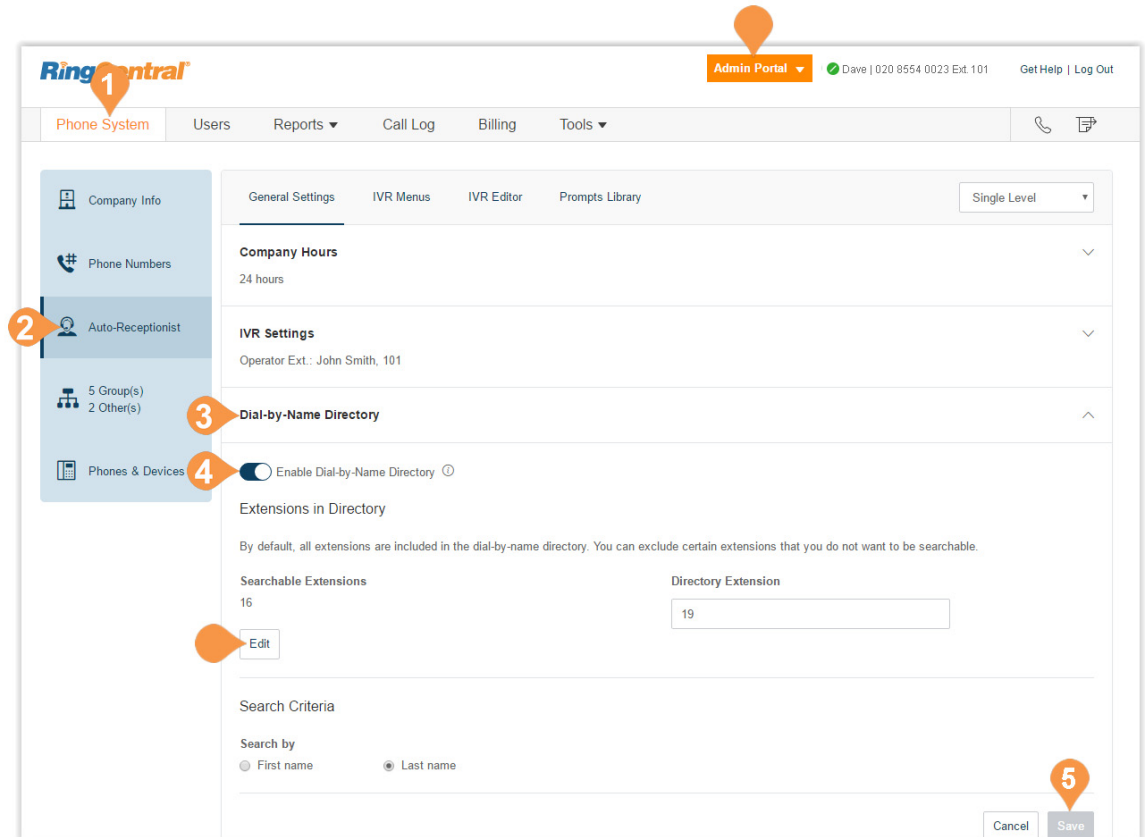 RingCentral®
Admin Portal
Dave | 020 8554 0023 Ext. 101
Get Help | Log Out
1
Phone System
Users
Reports
Call Log
Billing
Tools
Company Info
Phone Numbers
2
Auto-Receptionist
5 Group(s)
2 Other(s)
Phones & Devices
General Settings
IVR Menus
IVR Editor
Prompts Library
Single Level
Company Hours
24 hours
IVR Settings
Operator Ext.: John Smith, 101
3
Dial-by-Name Directory
4
Enable Dial-by-Name Directory
Extensions in Directory
By default, all extensions are included in the dial-by-name directory. You can exclude certain extensions that you do not want to be searchable.
Searchable Extensions
16
Directory Extension
19
Edit
Search Criteria
Search by
First name
Last name
5
Cancel
Save